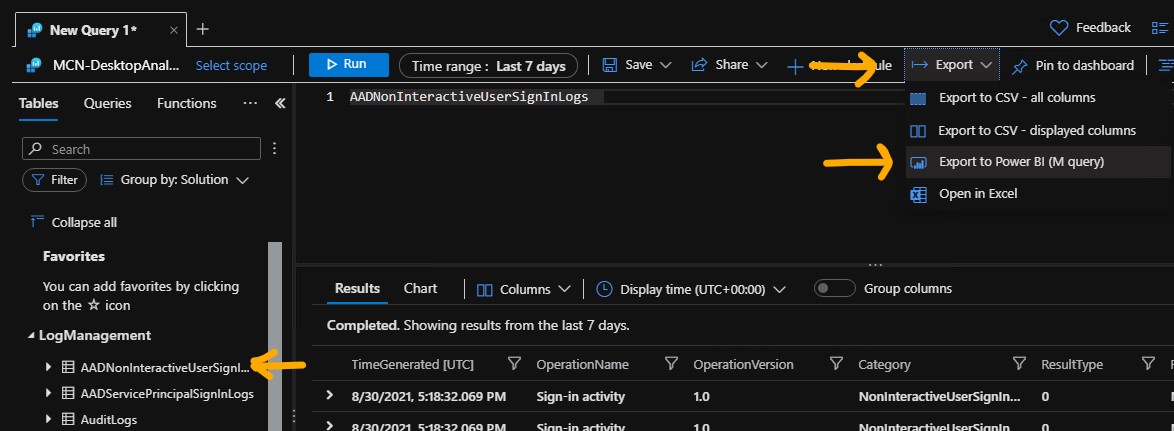 New Query 1*
Feedback
MCN-DesktopAnal... Select scope Run Time range : Last 7 days Save Share New rule Export Pin to dashboard
Tables Queries Functions
1 AADNonInteractiveUserSignInLogs
Export to CSV - all columns
Export to CSV - displayed columns
Export to Power BI (M query)
Open in Excel
Search
Filter Group by: Solution
Collapse all
Favorites
You can add favorites by clicking
on the ☆ icon
LogManagement
AADNonInteractiveUserSignI...
AADServicePrincipalSignInLogs
AuditLogs
Results Chart Columns Display time (UTC+00:00) Group columns
Completed. Showing results from the last 7 days.
TimeGenerated [UTC] OperationName OperationVersion Category ResultType
8/30/2021, 5:18:32.069 PM Sign-in activity 1.0 NonInteractiveUserSignIn... 0
8/30/2021, 5:18:32.069 PM Sign-in activity 1.0 NonInteractiveUserSignIn... 0